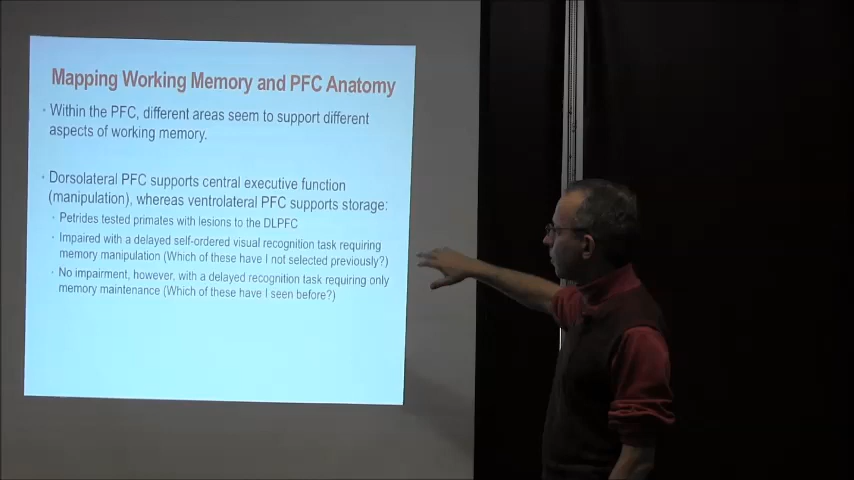 Mapping Working Memory and PFC Anatomy
• Within the PFC, different areas seem to support different
aspects of working memory.
• Dorsolateral PFC supports central executive function
(manipulation), whereas ventrolateral PFC supports storage:
• Petrides tested primates with lesions to the DLPFC
• Impaired with a delayed self-ordered visual recognition task requiring
memory manipulation (Which of these have I not selected previously?)
• No impairment, however, with a delayed recognition task requiring only
memory maintenance (Which of these have I seen before?)